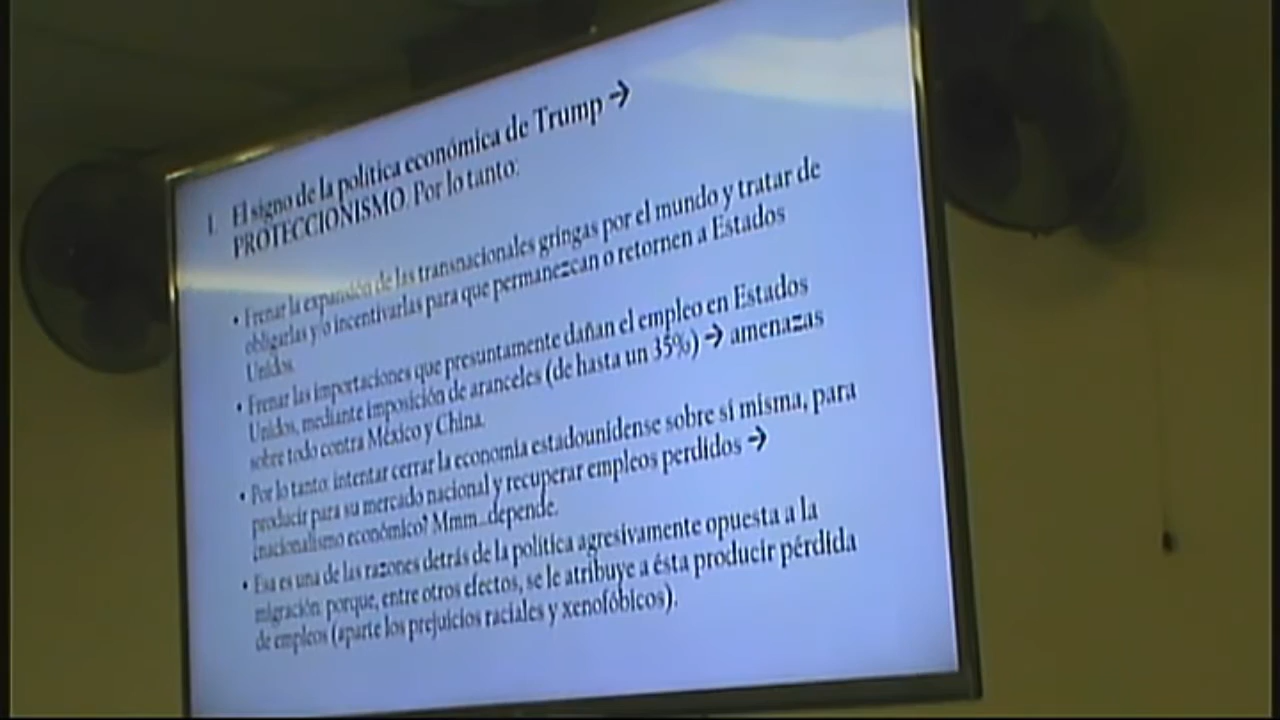 I. El signo de la política económica de Trump →
PROTECCIONISMO. Por lo tanto:
• Frenar la expansión de las transnacionales gringas por el mundo y tratar de
obligarlas y/o incentivarlas para que permanezcan o retornen a Estados
Unidos.
• Frenar las importaciones que presuntamente dañan el empleo en Estados
Unidos, mediante imposición de aranceles (de hasta un 35%) → amenazas
sobre todo contra México y China.
• Por lo tanto: intentar cerrar la economía estadounidense sobre sí misma, para
producir para su mercado nacional y recuperar empleos perdidos →
¿nacionalismo económico? Mmm...depende.
• Esa es una de las razones detrás de la política agresivamente opuesta a la
migración: porque, entre otros efectos, se le atribuye a ésta producir pérdida
de empleos (aparte los prejuicios raciales y xenofóbicos).